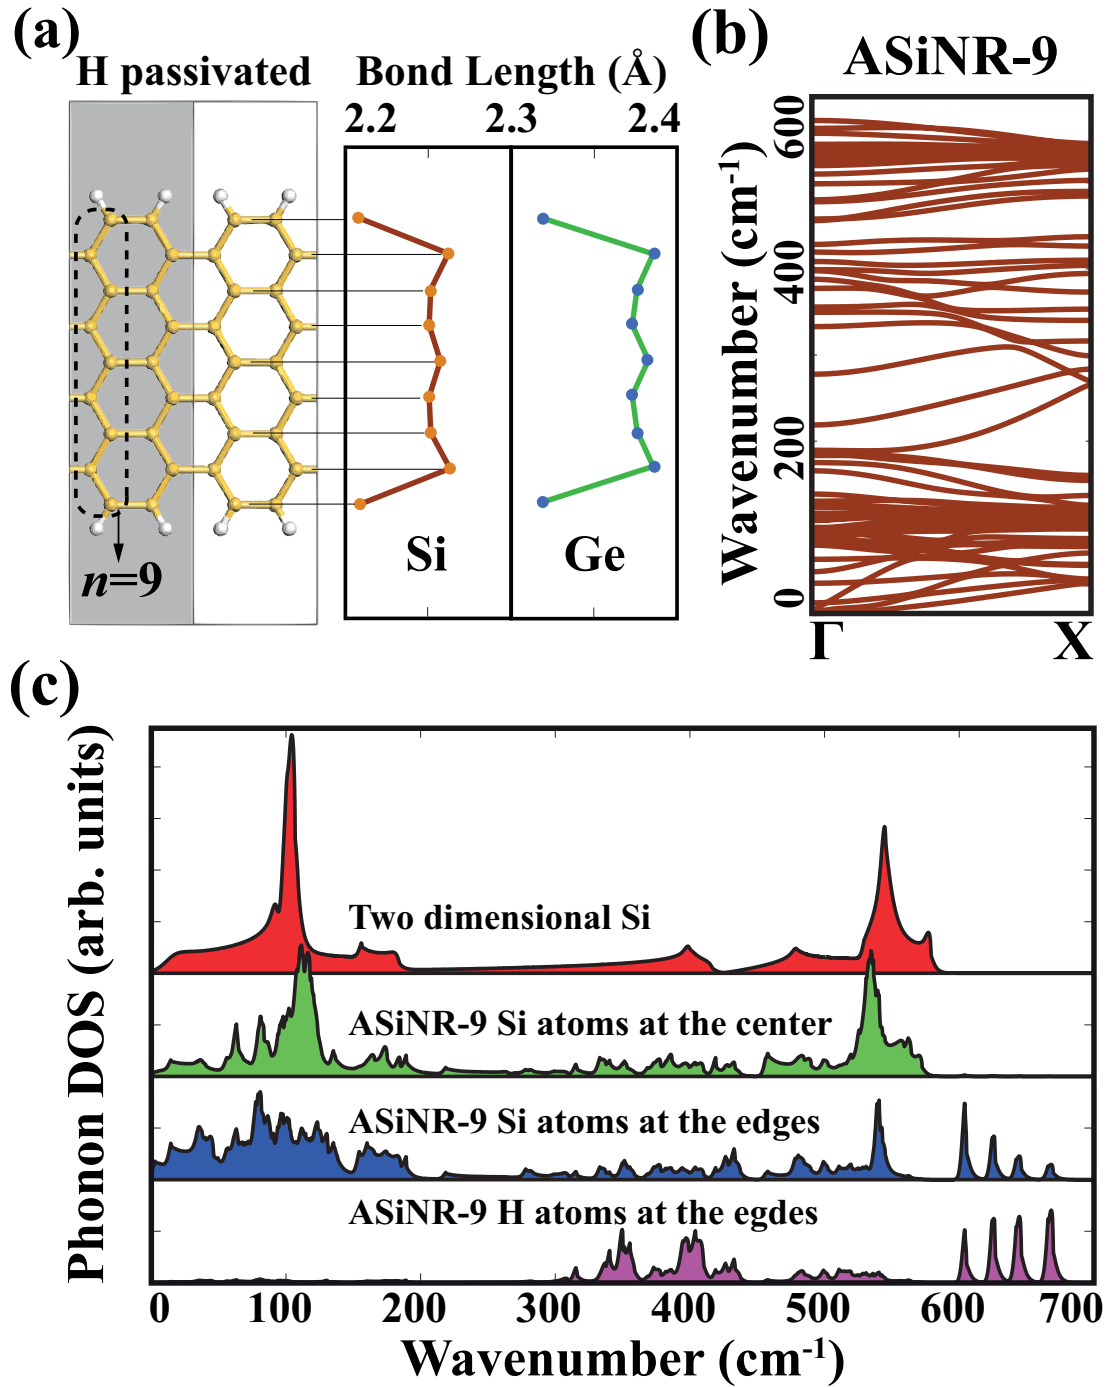 (a)
H passivated
Bond Length (Å)
2.2 2.3 2.4
n=9
Si
Ge
(b)
ASiNR-9
Wavenumber (cm-1)
600
400
200
0
Γ X
(c)
Phonon DOS (arb. units)
Two dimensional Si
ASiNR-9 Si atoms at the center
ASiNR-9 Si atoms at the edges
ASiNR-9 H atoms at the egdes
0 100 200 300 400 500 600 700
Wavenumber (cm-1)